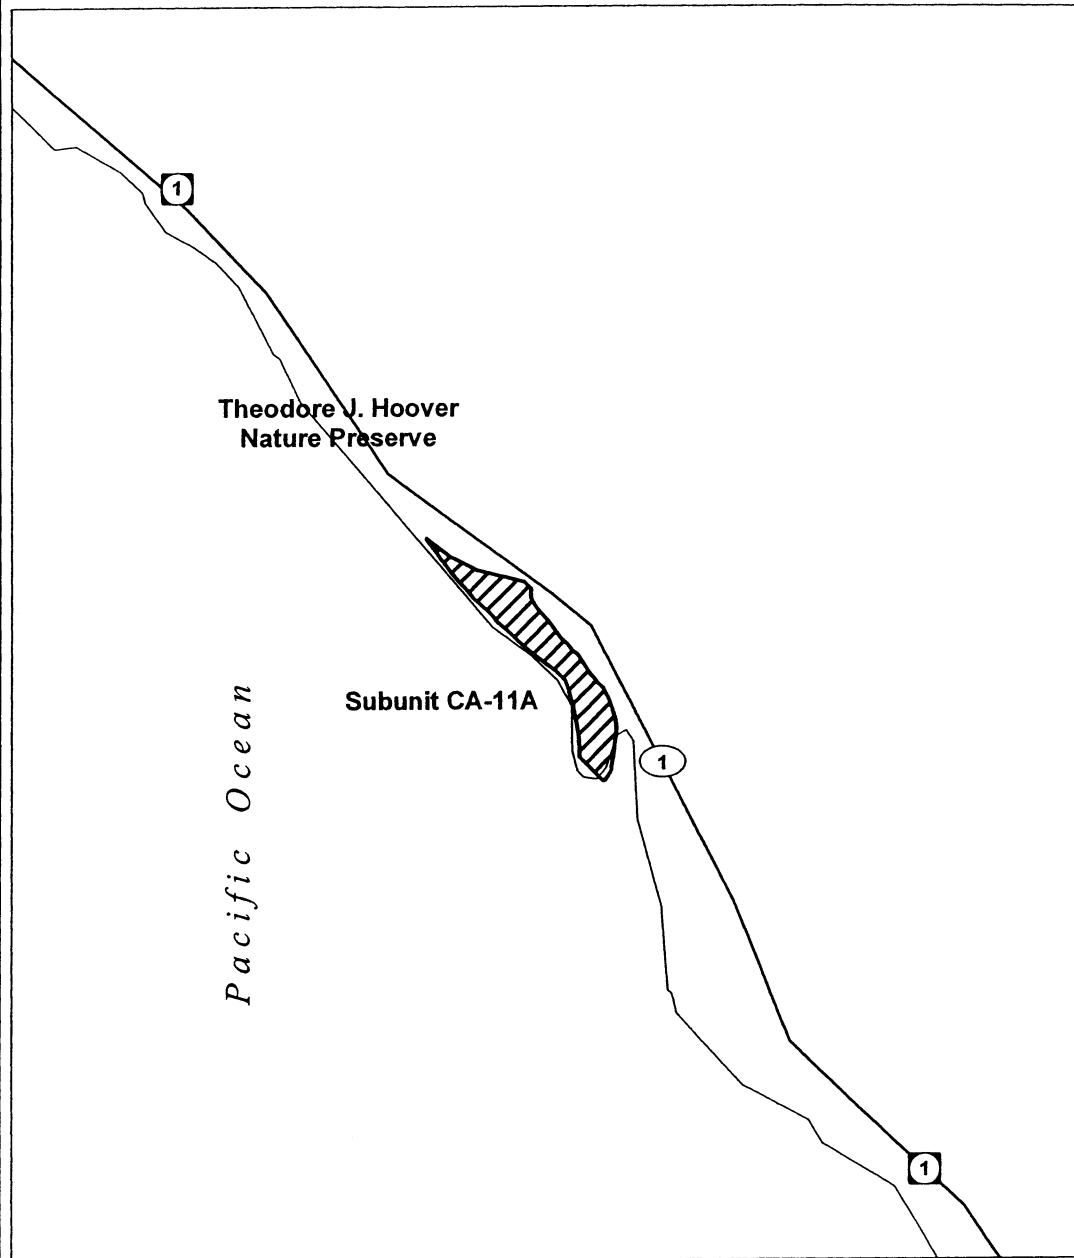 1
Theodore J. Hoover
Nature Preserve
Subunit CA-11A
Pacific Ocean
1
1